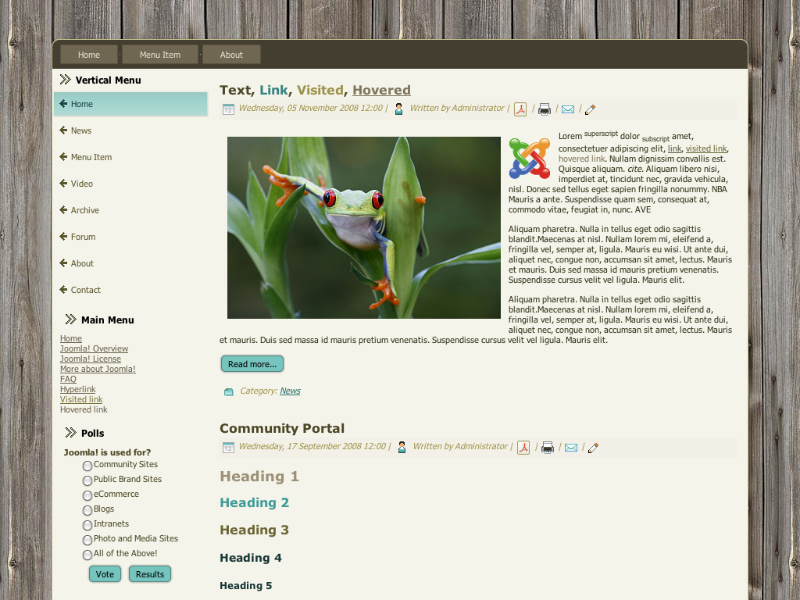 Home
Menu Item
About
Vertical Menu
Home
News
Menu Item
Video
Archive
Forum
About
Contact
Main Menu
Home
Joomla! Overview
Joomla! License
More about Joomla!
FAQ
Hyperlink
Visited link
Hovered link
Polls
Joomla! is used for?
Community Sites
Public Brand Sites
eCommerce
Blogs
Intranets
Photo and Media Sites
All of the Above!
Vote Results
Text, Link, Visited, Hovered
Wednesday, 05 November 2008 12:00 | Written by Administrator | | | |
Lorem superscript dolor subscript amet,
consectetuer adipiscing elit, link, visited link,
hovered link. Nullam dignissim convallis est.
Quisque aliquam. cite. Aliquam libero nisi,
imperdiet at, tincidunt nec, gravida vehicula,
nisl. Donec sed tellus eget sapien fringilla nonummy. NBA
Mauris a ante. Suspendisse quam sem, consequat at,
commodo vitae, feugiat in, nunc. AVE
Aliquam pharetra. Nulla in tellus eget odio sagittis
blandit.Maecenas at nisl. Nullam lorem mi, eleifend a,
fringilla vel, semper at, ligula. Mauris eu wisi. Ut ante dui,
aliquet nec, congue non, accumsan sit amet, lectus. Mauris
et mauris. Duis sed massa id mauris pretium venenatis.
Suspendisse cursus velit vel ligula. Mauris elit.
Aliquam pharetra. Nulla in tellus eget odio sagittis
blandit.Maecenas at nisl. Nullam lorem mi, eleifend a,
fringilla vel, semper at, ligula. Mauris eu wisi. Ut ante dui,
aliquet nec, congue non, accumsan sit amet, lectus. Mauris
et mauris. Duis sed massa id mauris pretium venenatis. Suspendisse cursus velit vel ligula. Mauris elit.
Read more...
Category: News
Community Portal
Wednesday, 17 September 2008 12:00 | Written by Administrator | | | |
Heading 1
Heading 2
Heading 3
Heading 4
Heading 5